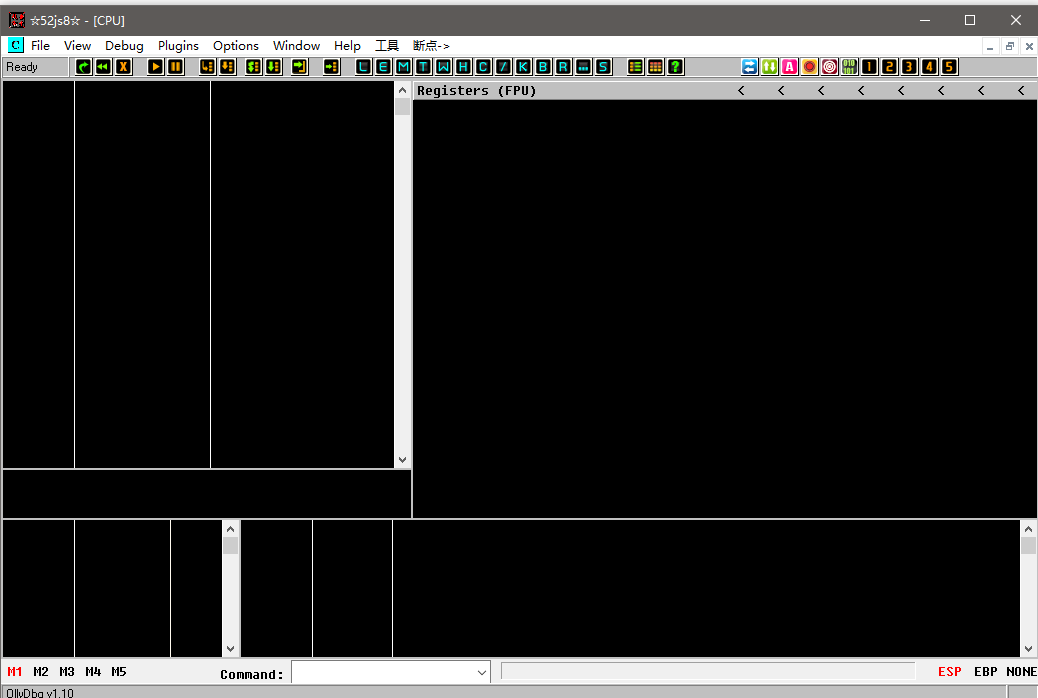 ☆52js8☆ - [CPU]
C File View Debug Plugins Options Window Help 工具 断点->
Ready X L E M T W H C / K B R ... S ? A 010 101 1 2 3 4 5
Registers (FPU) < < < < < < < <
M1 M2 M3 M4 M5 Command: ESP EBP NONE
OllyDbg v1.10